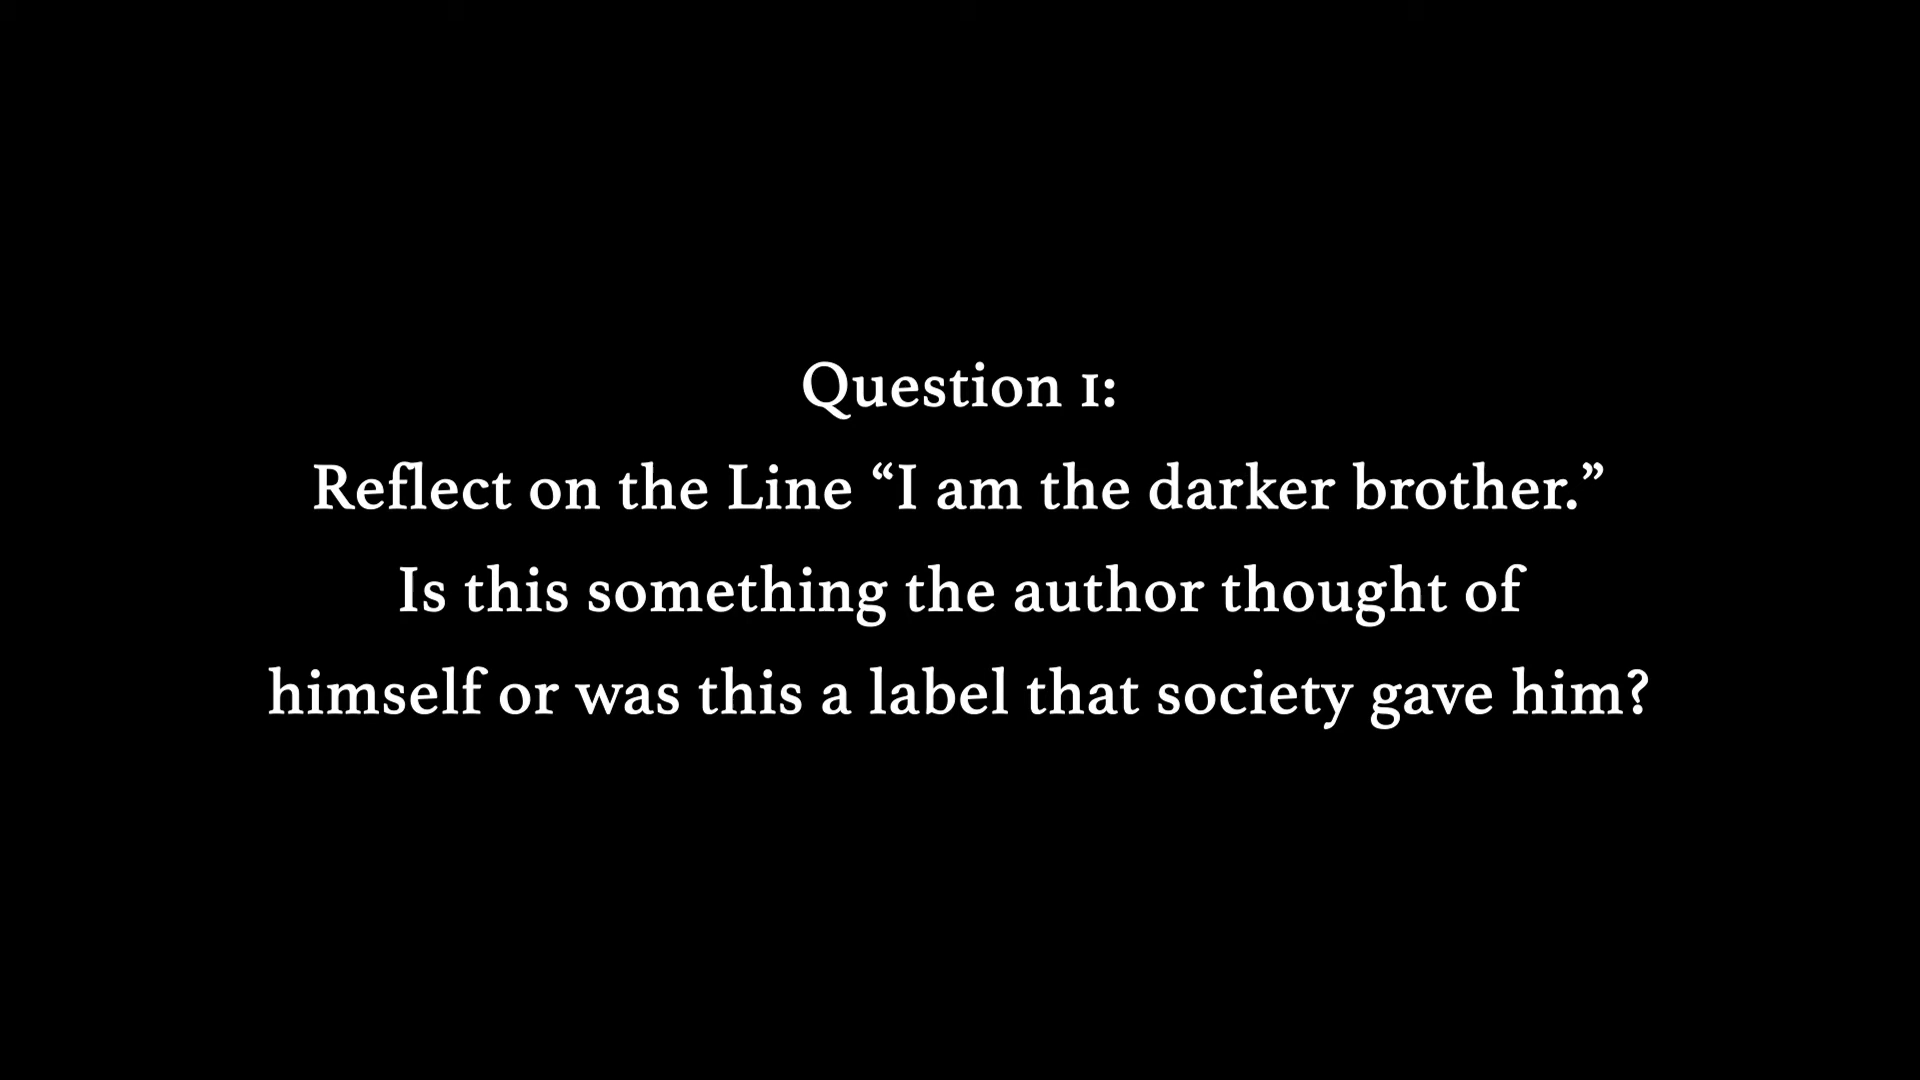 Question 1:
Reflect on the Line “I am the darker brother.”
Is this something the author thought of
himself or was this a label that society gave him?